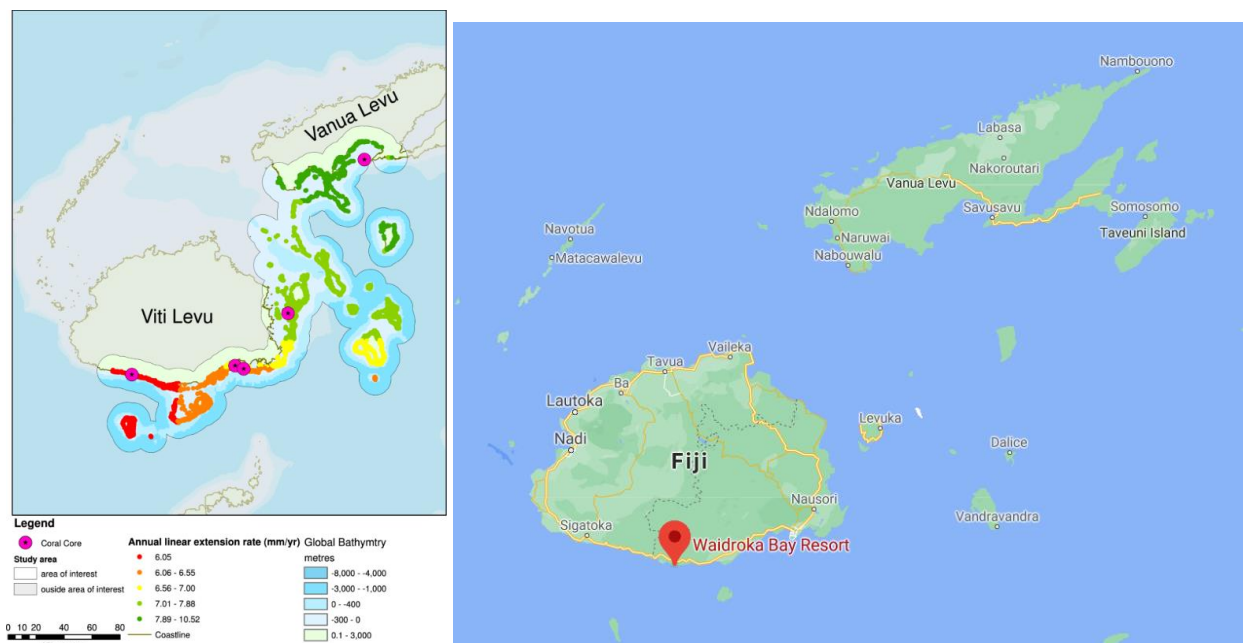 Vanua Levu
Viti Levu
Legend
Coral Core
Study area
area of interest
ouside area of interest
0 10 20 40 60 80
Annual linear extension rate (mm/yr)
6.05
6.06 - 6.55
6.56 - 7.00
7.01 - 7.88
7.89 - 10.52
Coastline
Global Bathymtry
metres
-8,000 - -4,000
-3,000 - -1,000
0 - -400
-300 - 0
0.1 - 3,000
Nambouono
Labasa
Nakoroutari
Vanua Levu
Ndalomo
Savusavu
Somosomo
Taveuni Island
Navotua
Naruwai
Matacawalevu
Nabouwalu
Vaileka
Tavua
Ba
Lautoka
Levuka
Nadi
Dalice
Fiji
Nausori
Vandravandra
Sigatoka
Waidroka Bay Resort